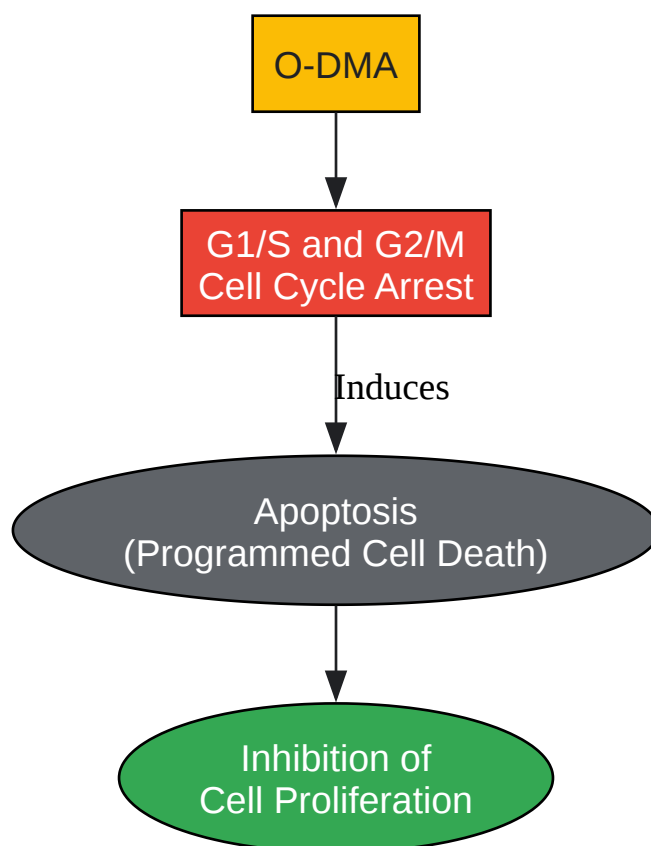 O-DMA
G1/S and G2/M
Cell Cycle Arrest
Induces
Apoptosis
(Programmed Cell Death)
Inhibition of
Cell Proliferation